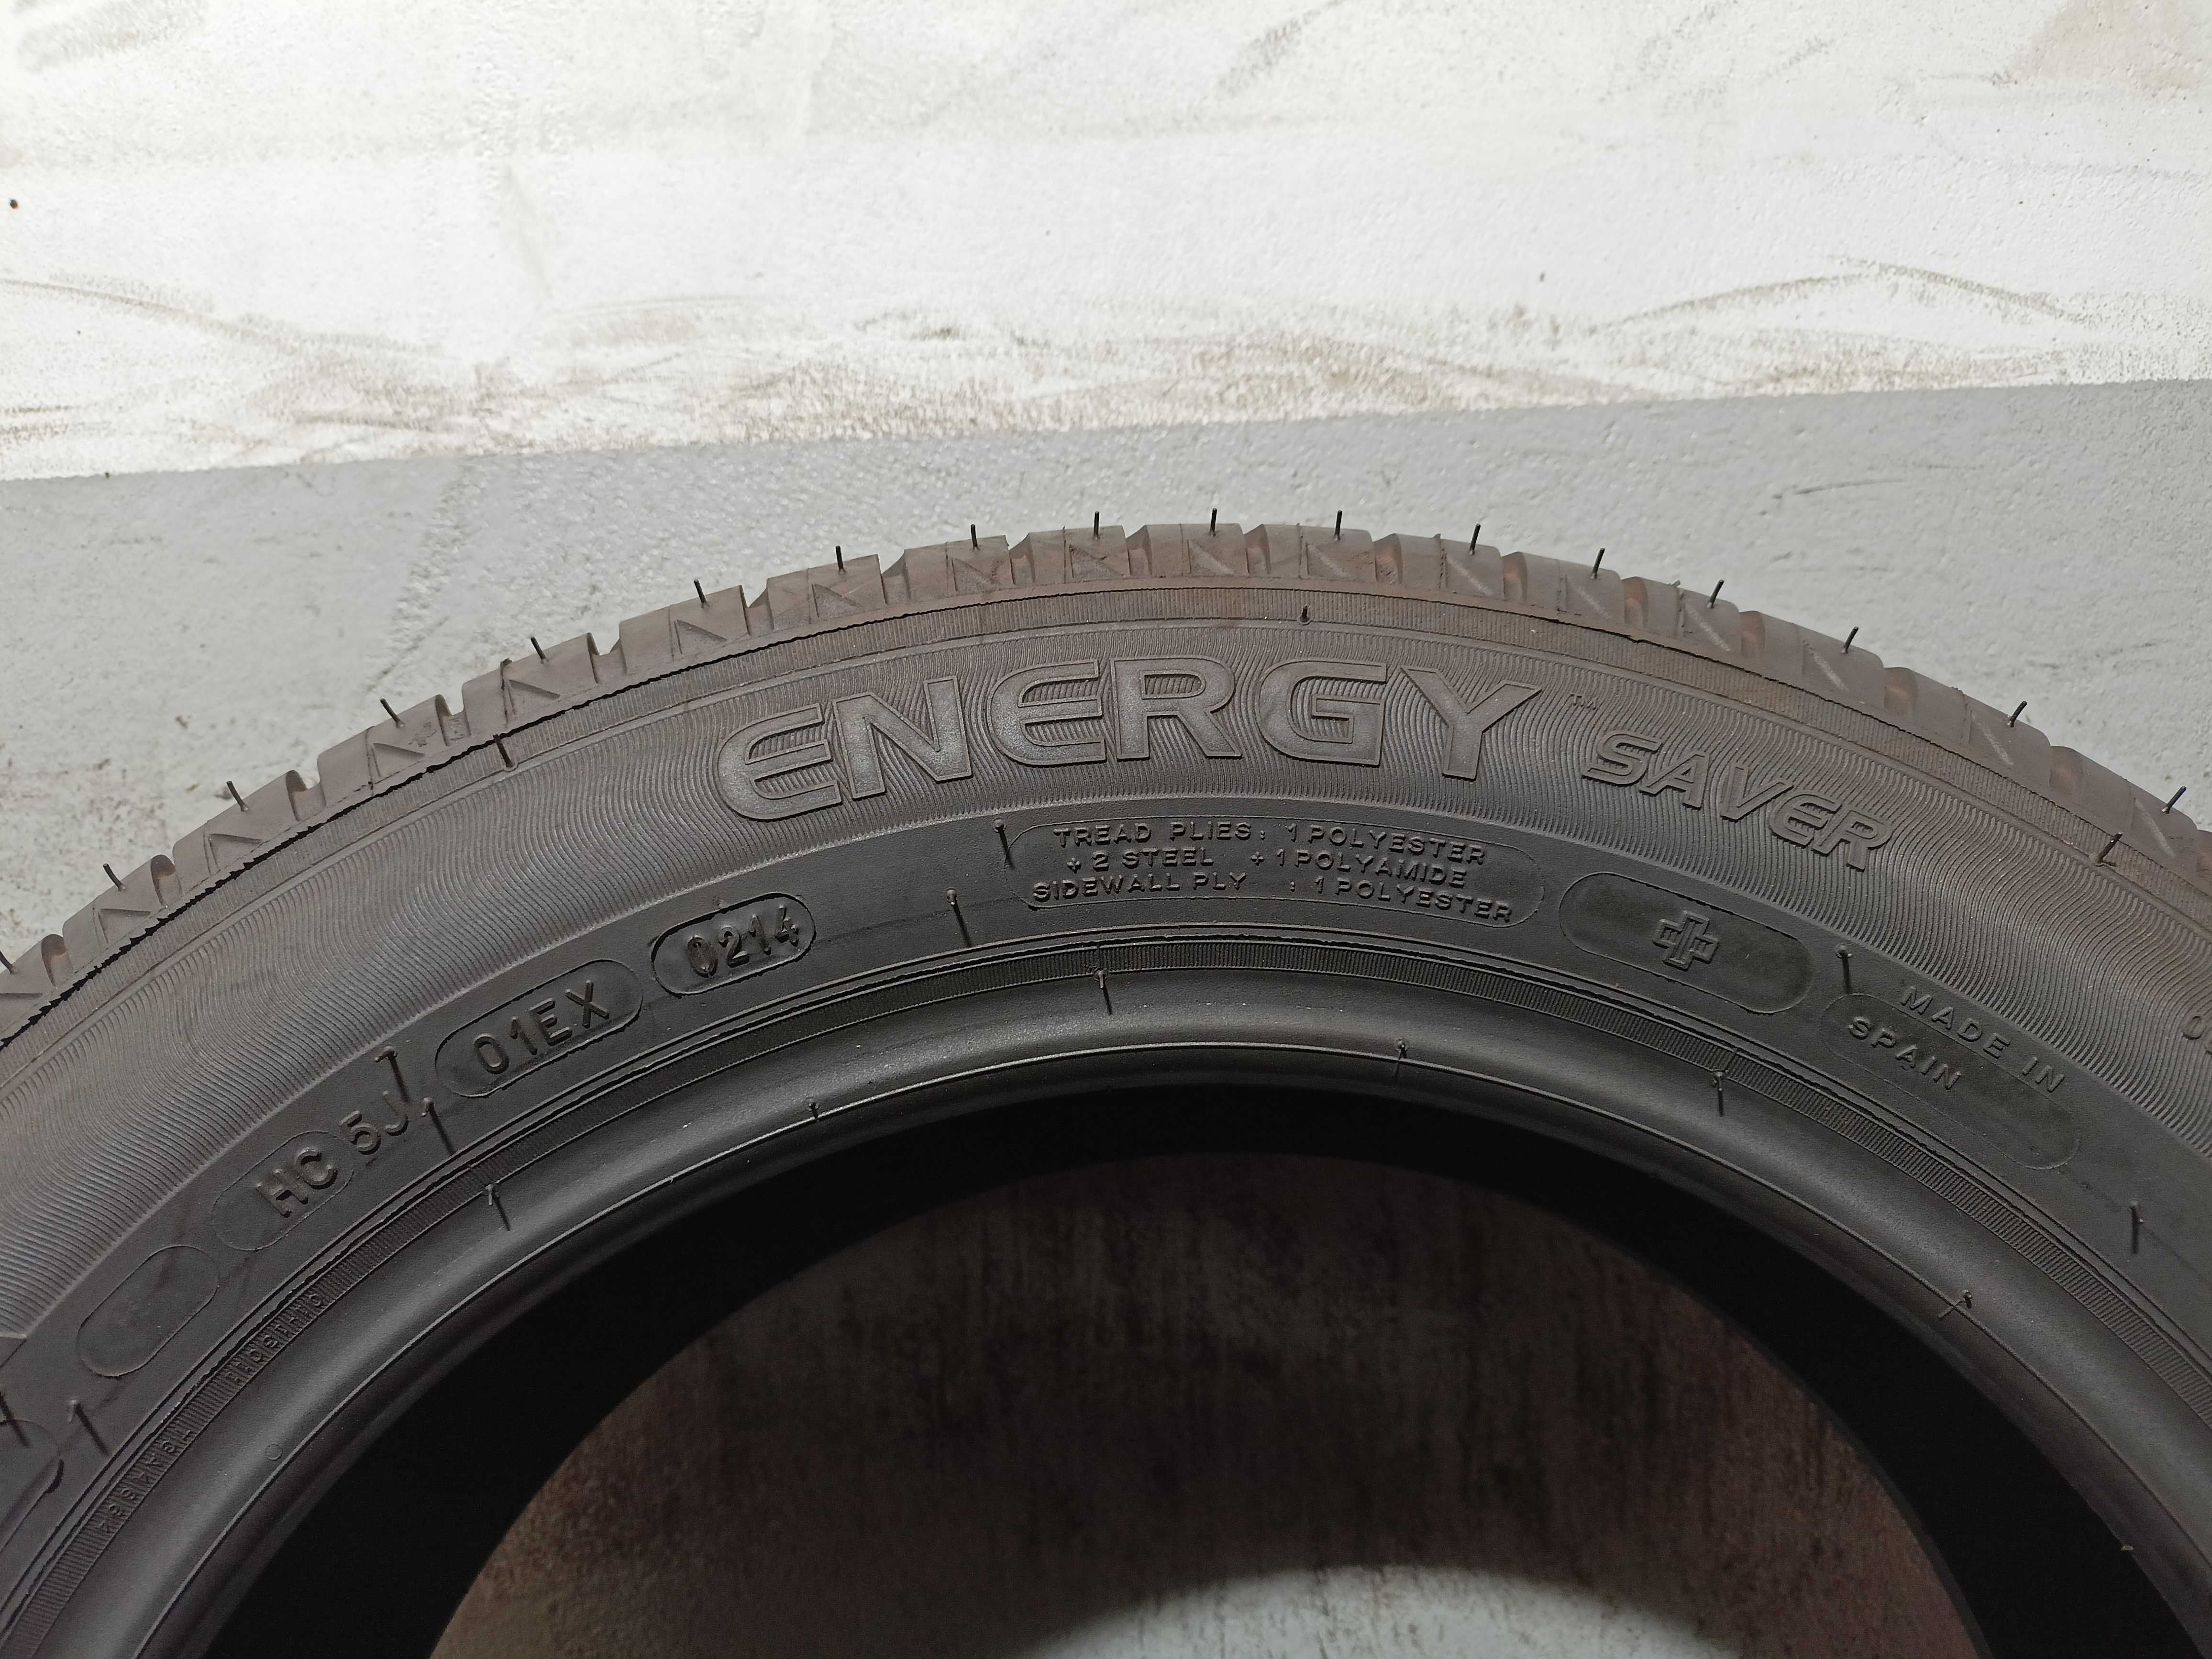 ENERGY™ SAVER
TREAD PLIES: 1 POLYESTER
+ 2 STEEL + 1 POLYAMIDE
SIDEWALL PLY : 1 POLYESTER
HC 5J
01EX
0214
MADE IN
SPAIN